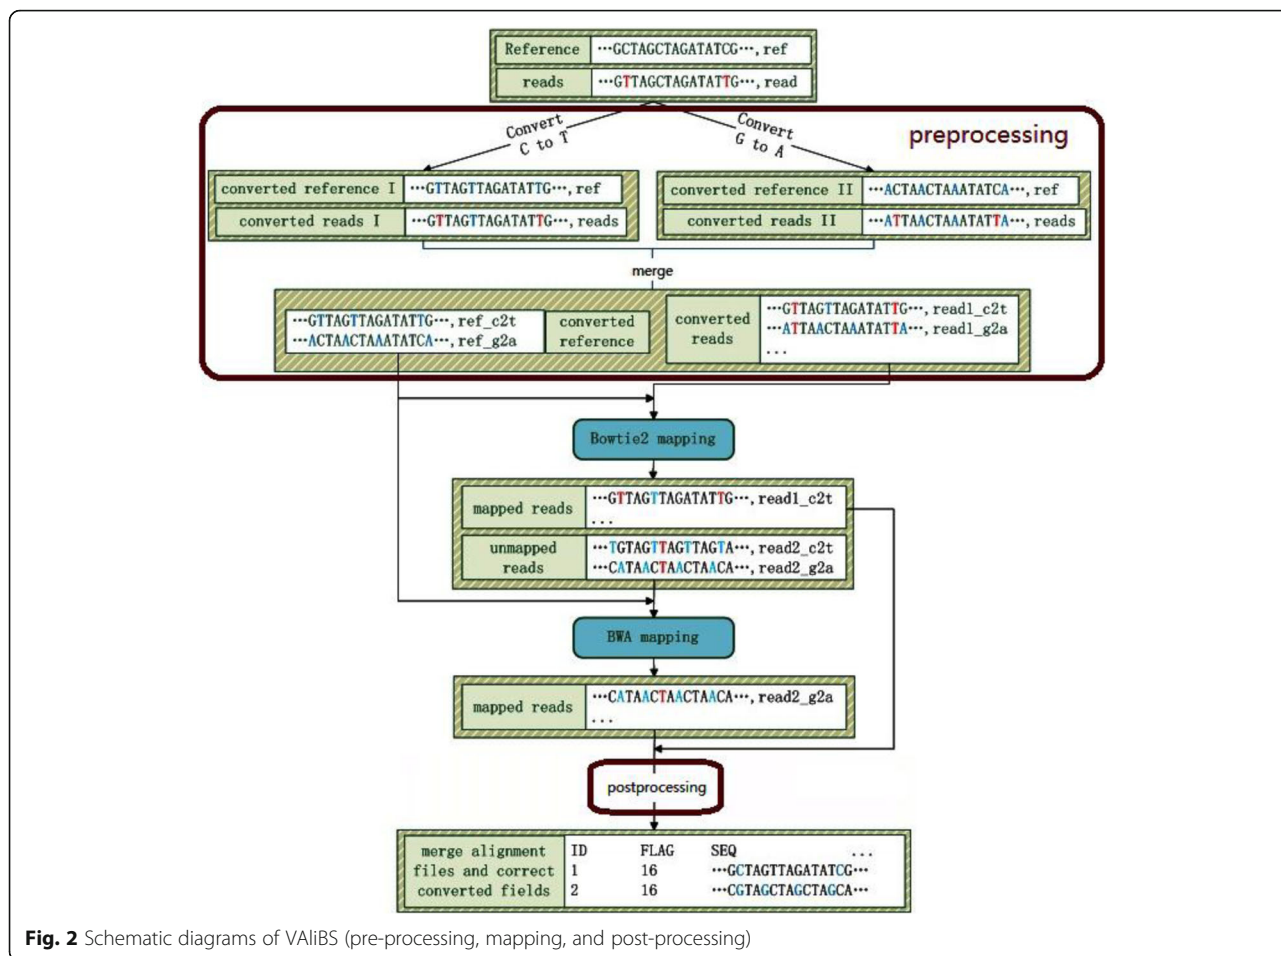 Reference ···GCTAGCTAGATATCG···, ref
reads ···GTTAGCTAGATATTG···, read
preprocessing
Convert
C to T
Convert
G to A
converted reference I ···GTTAGTTAGATATTG···, ref
converted reads I ···GTTAGTTAGATATTG···, reads
converted reference II ···ACTAACTAAATATCA···, ref
converted reads II ···ATTAACTAAATATTA···, reads
merge
···GTTAGTTAGATATTG···, ref_c2t
···ACTAACTAAATATCA···, ref_g2a
converted
reference
converted
reads
···GTTAGTTAGATATTG···, read1_c2t
···ATTAACTAAATATTA···, read1_g2a
...
Bowtie2 mapping
mapped reads
···GTTAGTTAGATATTG···, read1_c2t
...
unmapped
reads
···TGTAGTTAGTTAGTA···, read2_c2t
···CATAACTAACTAACA···, read2_g2a
BWA mapping
mapped reads
···CATAACTAACTAACA···, read2_g2a
...
postprocessing
merge alignment
files and correct
converted fields
ID FLAG SEQ ...
1 16 ···GCTAGTTAGATATCG···
2 16 ···CGTAGCTAGCTAGCA···
Fig. 2 Schematic diagrams of VAliBS (pre-processing, mapping, and post-processing)